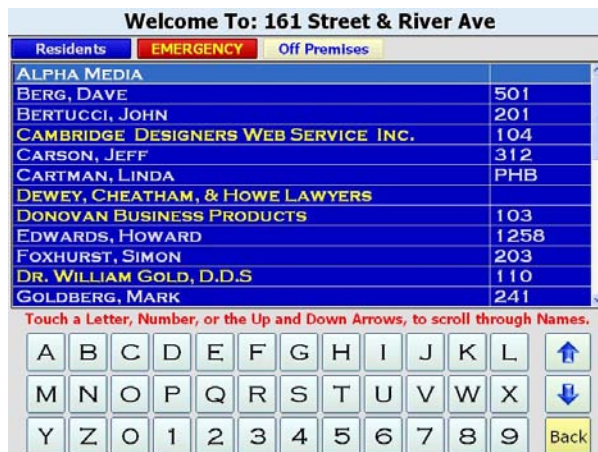 Welcome To: 161 Street & River Ave
Residents EMERGENCY Off Premises
ALPHA MEDIA
BERG, DAVE 501
BERTUCCI, JOHN 201
CAMBRIDGE DESIGNERS WEB SERVICE INC. 104
CARSON, JEFF 312
CARTMAN, LINDA PHB
DEWEY, CHEATHAM, & HOWE LAWYERS
DONOVAN BUSINESS PRODUCTS 103
EDWARDS, HOWARD 1258
FOXHURST, SIMON 203
DR. WILLIAM GOLD, D.D.S 110
GOLDBERG, MARK 241
Touch a Letter, Number, or the Up and Down Arrows, to scroll through Names.
A B C D E F G H I J K L
M N O P Q R S T U V W X
Y Z 0 1 2 3 4 5 6 7 8 9 Back